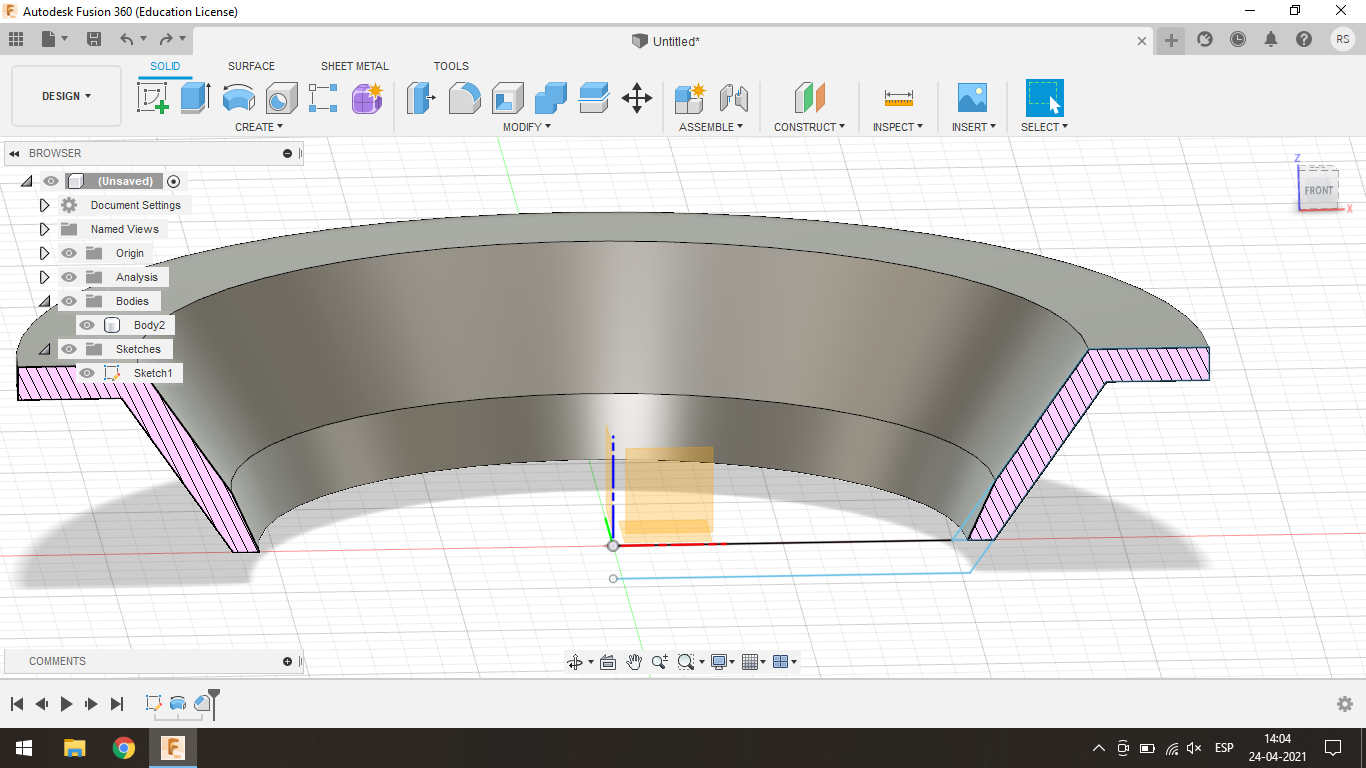 Autodesk Fusion 360 (Education License)
Untitled*
RS
DESIGN
SOLID
SURFACE
SHEET METAL
TOOLS
CREATE
MODIFY
ASSEMBLE
CONSTRUCT
INSPECT
INSERT
SELECT
BROWSER
(Unsaved)
Document Settings
Named Views
Origin
Analysis
Bodies
Body2
Sketches
Sketch1
Z
FRONT
X
COMMENTS
ESP
14:04
24-04-2021